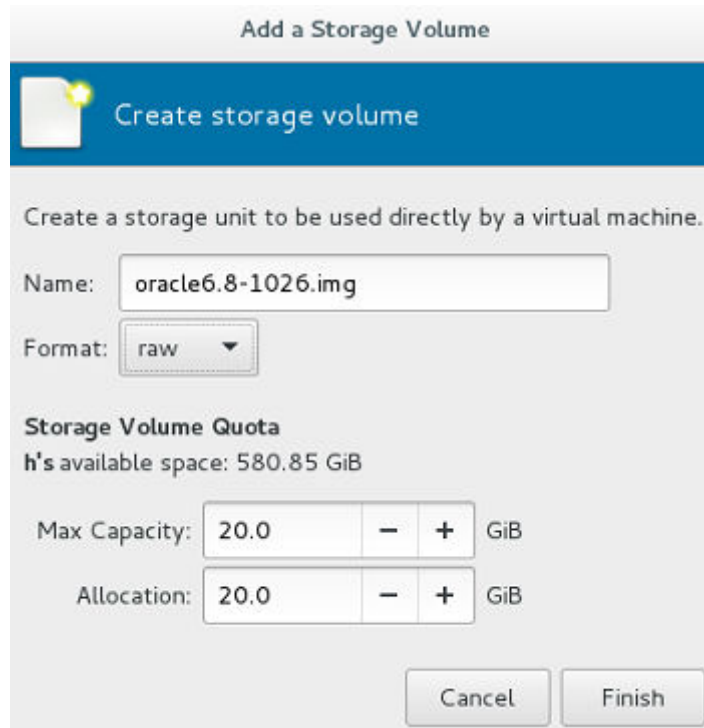 Add a Storage Volume
Create storage volume
Create a storage unit to be used directly by a virtual machine.
Name: oracle6.8-1026.img
Format: raw
Storage Volume Quota
h's available space: 580.85 GiB
Max Capacity: 20.0 − + GiB
Allocation: 20.0 − + GiB
Cancel Finish